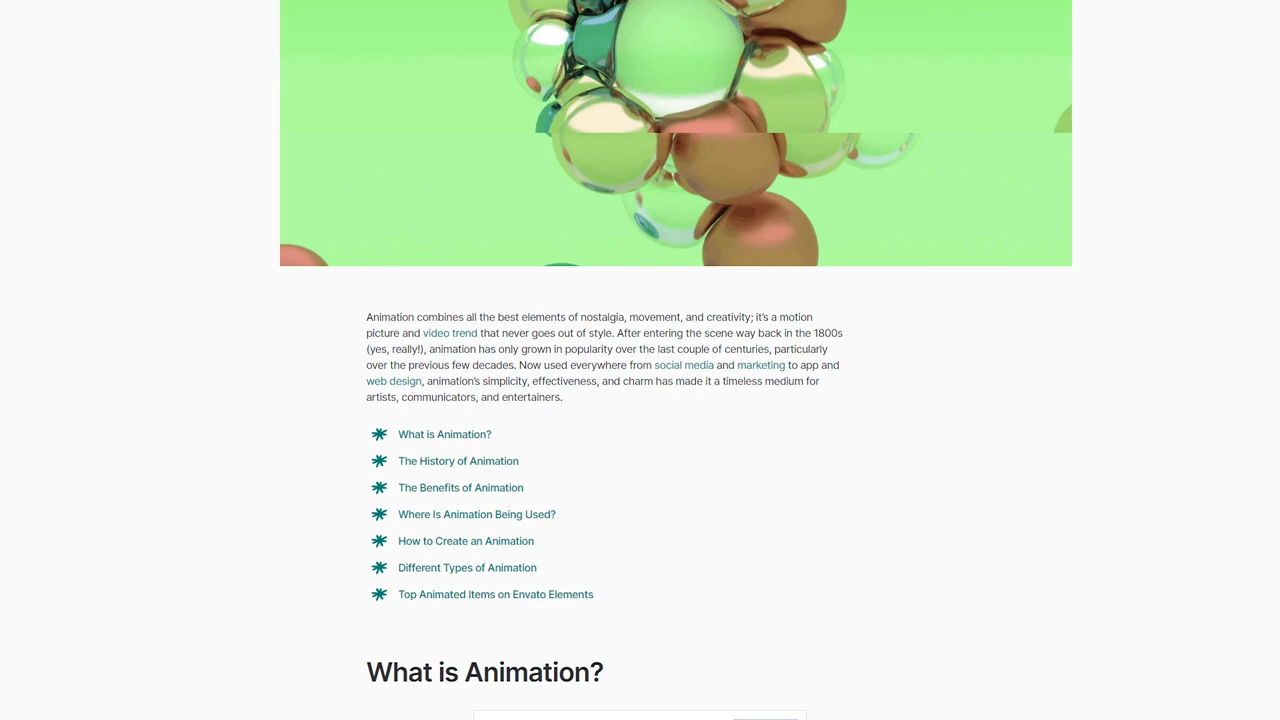 Animation combines all the best elements of nostalgia, movement, and creativity; it's a motion
picture and video trend that never goes out of style. After entering the scene way back in the 1800s
(yes, really!), animation has only grown in popularity over the last couple of centuries, particularly
over the previous few decades. Now used everywhere from social media and marketing to app and
web design, animation's simplicity, effectiveness, and charm has made it a timeless medium for
artists, communicators, and entertainers.
What is Animation?
The History of Animation
The Benefits of Animation
Where Is Animation Being Used?
How to Create an Animation
Different Types of Animation
Top Animated Items on Envato Elements
What is Animation?